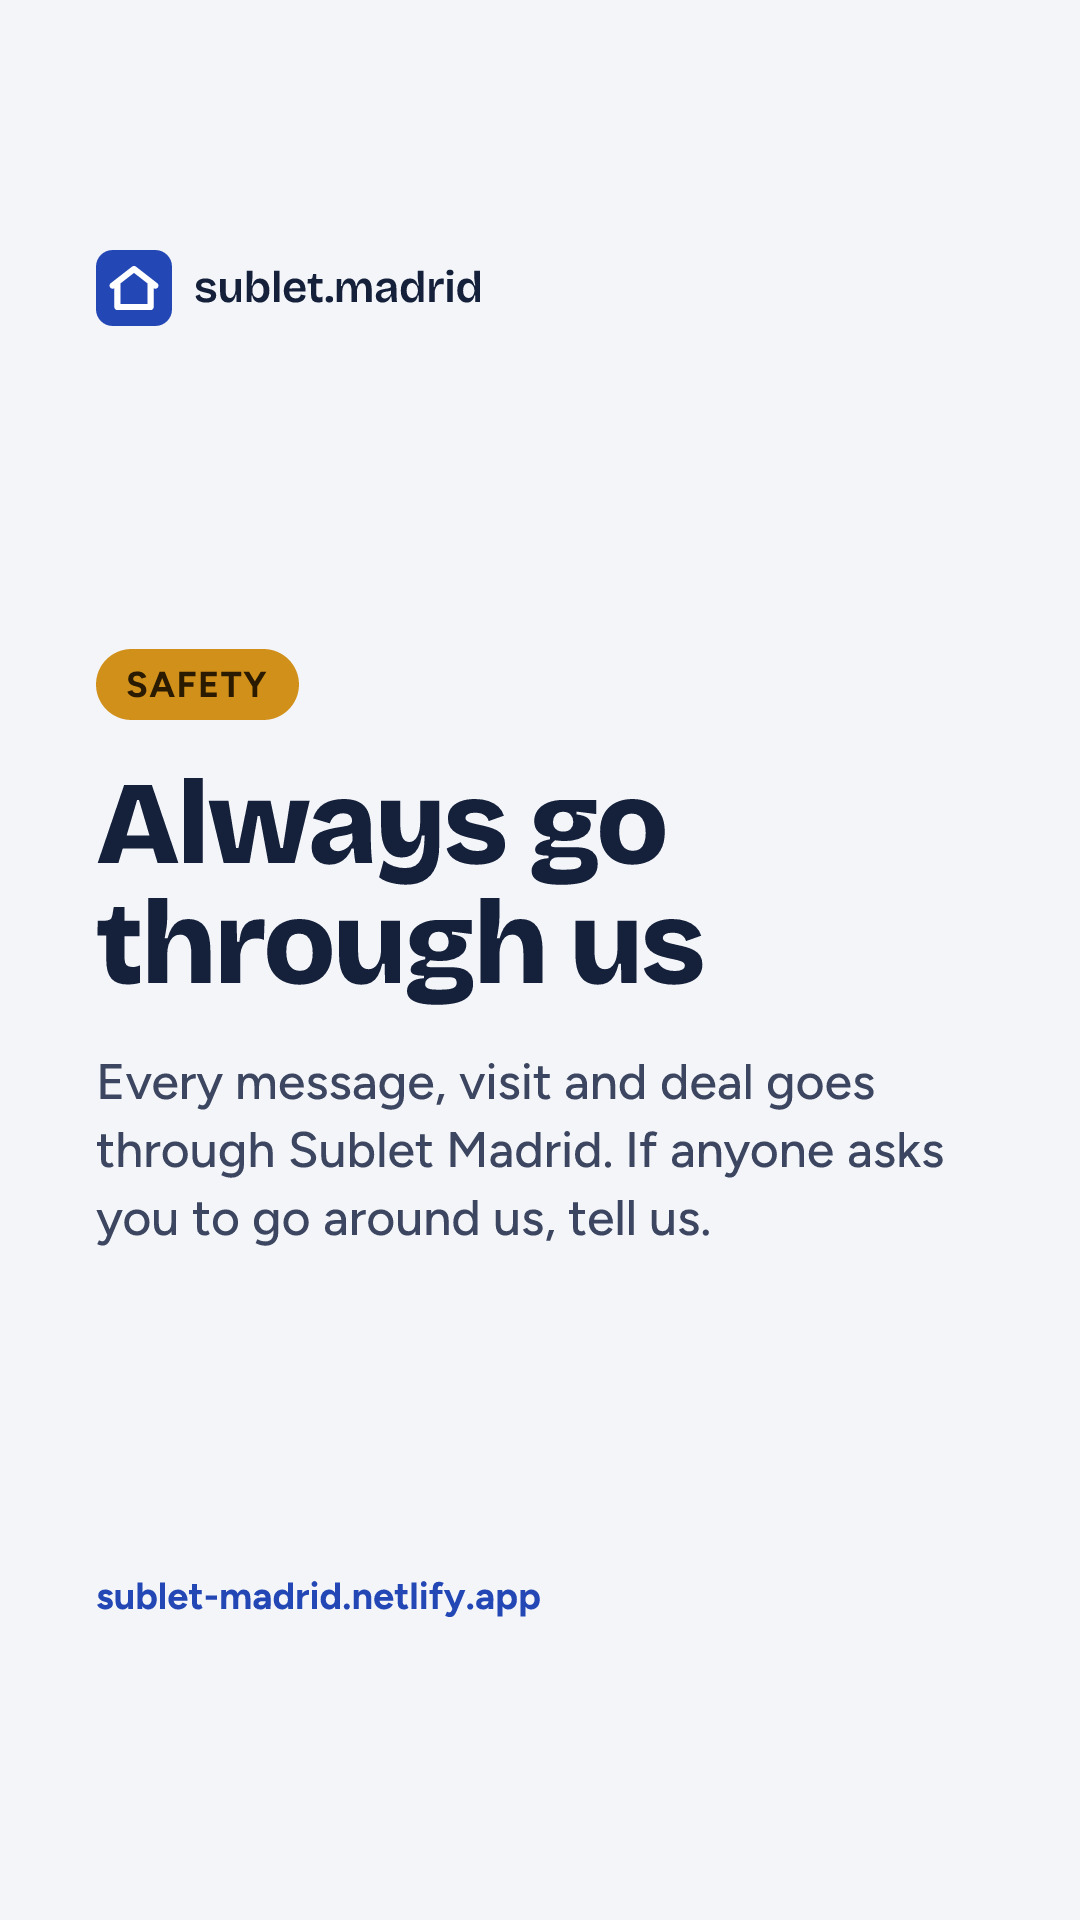 sublet.madrid
SAFETY
Always go
through us
Every message, visit and deal goes
through Sublet Madrid. If anyone asks
you to go around us, tell us.
sublet-madrid.netlify.app